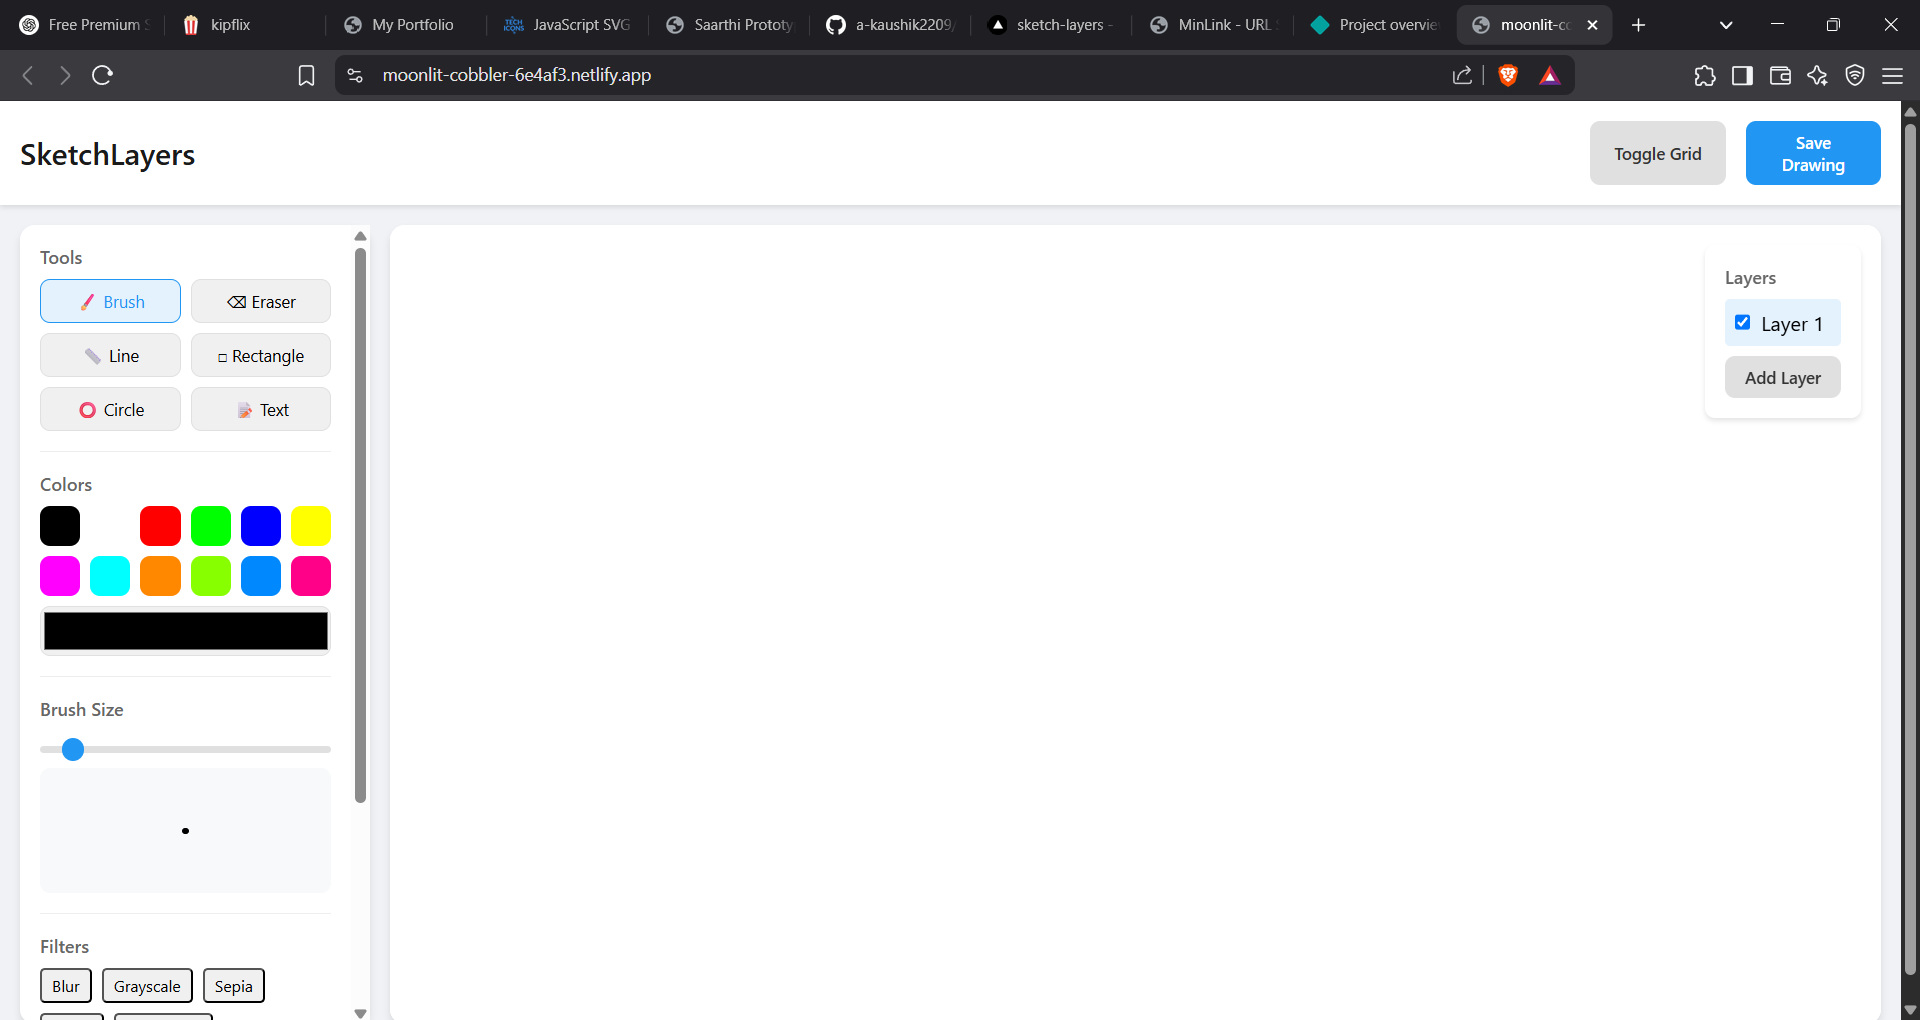 Free Premium S
kipflix
My Portfolio
JavaScript SVG
Saarthi Prototy
a-kaushik2209/
sketch-layers -
MinLink - URL S
Project overvie
moonlit-co
moonlit-cobbler-6e4af3.netlify.app
SketchLayers
Toggle Grid
Save
Drawing
Tools
Brush
Eraser
Line
Rectangle
Circle
Text
Colors
Brush Size
Filters
Blur
Grayscale
Sepia
Layers
Layer 1
Add Layer